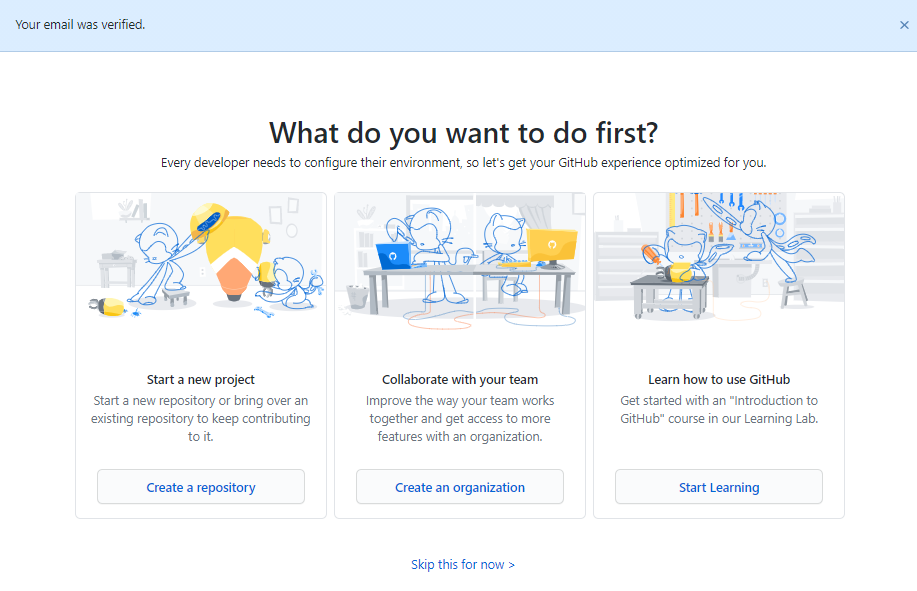 Your email was verified.
×
What do you want to do first?
Every developer needs to configure their environment, so let's get your GitHub experience optimized for you.
Start a new project
Start a new repository or bring over an
existing repository to keep contributing
to it.
Create a repository
Collaborate with your team
Improve the way your team works
together and get access to more
features with an organization.
Create an organization
Learn how to use GitHub
Get started with an "Introduction to
GitHub" course in our Learning Lab.
Start Learning
Skip this for now >